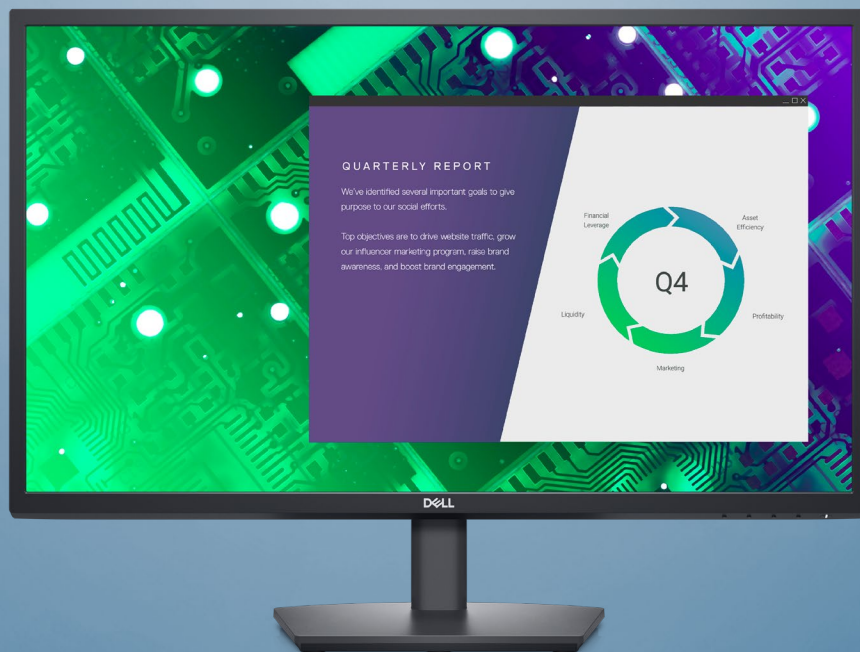 QUARTERLY REPORT
We've identified several important goals to give
purpose to our social efforts.
Top objectives are to drive website traffic, grow
our influencer marketing program, raise brand
awareness, and boost brand engagement.
Financial
Leverage
Asset
Efficiency
Q4
Liquidity
Profitability
Marketing
DELL